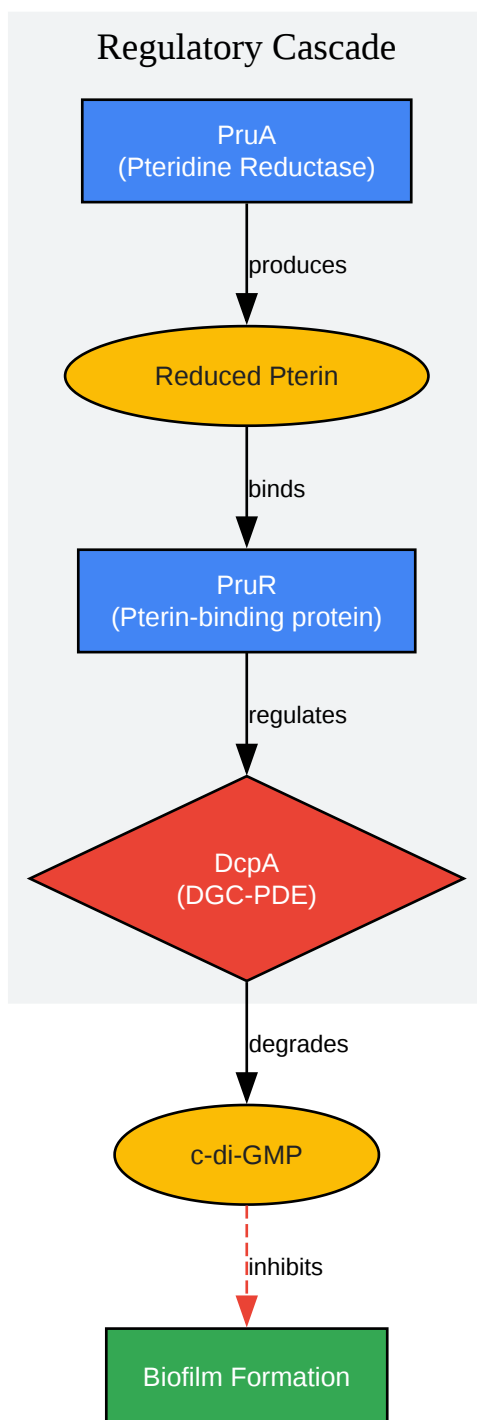 Regulatory Cascade
PruA
(Pteridine Reductase)
produces
Reduced Pterin
binds
PruR
(Pterin-binding protein)
regulates
DcpA
(DGC-PDE)
degrades
c-di-GMP
inhibits
Biofilm Formation